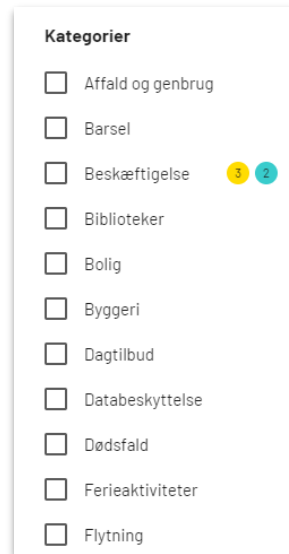 Kategorier
Affald og genbrug
Barsel
Beskæftigelse 3 2
Biblioteker
Bolig
Byggeri
Dagtilbud
Databeskyttelse
Dødsfald
Ferieaktiviteter
Flytning